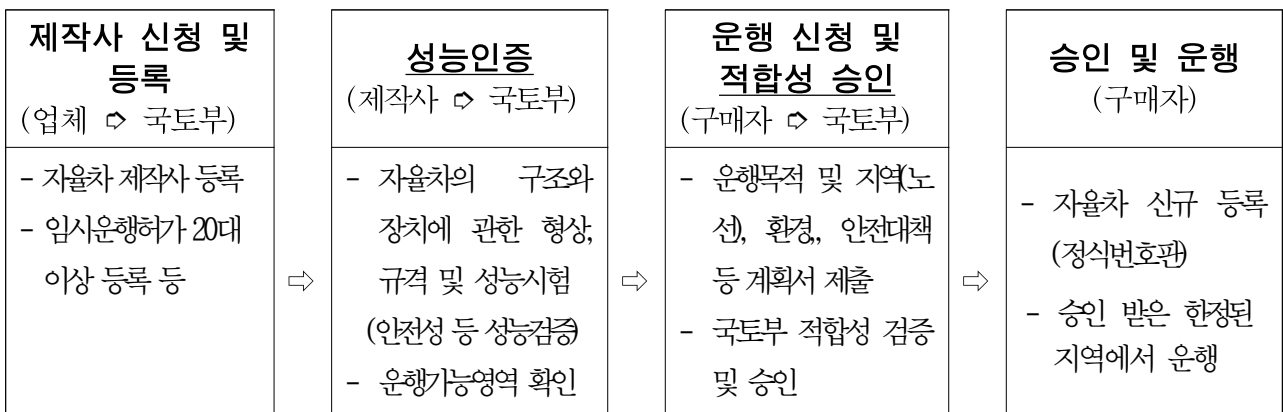 제작사 신청 및
등록
(업체 ➪ 국토부)
- 자율차 제작사 등록
- 임시운행허가 20대
이상 등록 등
⇨
성능인증
(제작사 ➪ 국토부)
- 자율차의 구조와
장치에 관한 형상,
규격 및 성능시험
(안전성 등 성능검증)
- 운행가능영역 확인
⇨
운행 신청 및
적합성 승인
(구매자 ➪ 국토부)
- 운행목적 및 지역(노
선), 환경,, 안전대책
등 계획서 제출
- 국토부 적합성 검증
및 승인
⇨
승인 및 운행
(구매자)
- 자율차 신규 등록
(정식번호판)
- 승인 받은 한정된
지역에서 운행